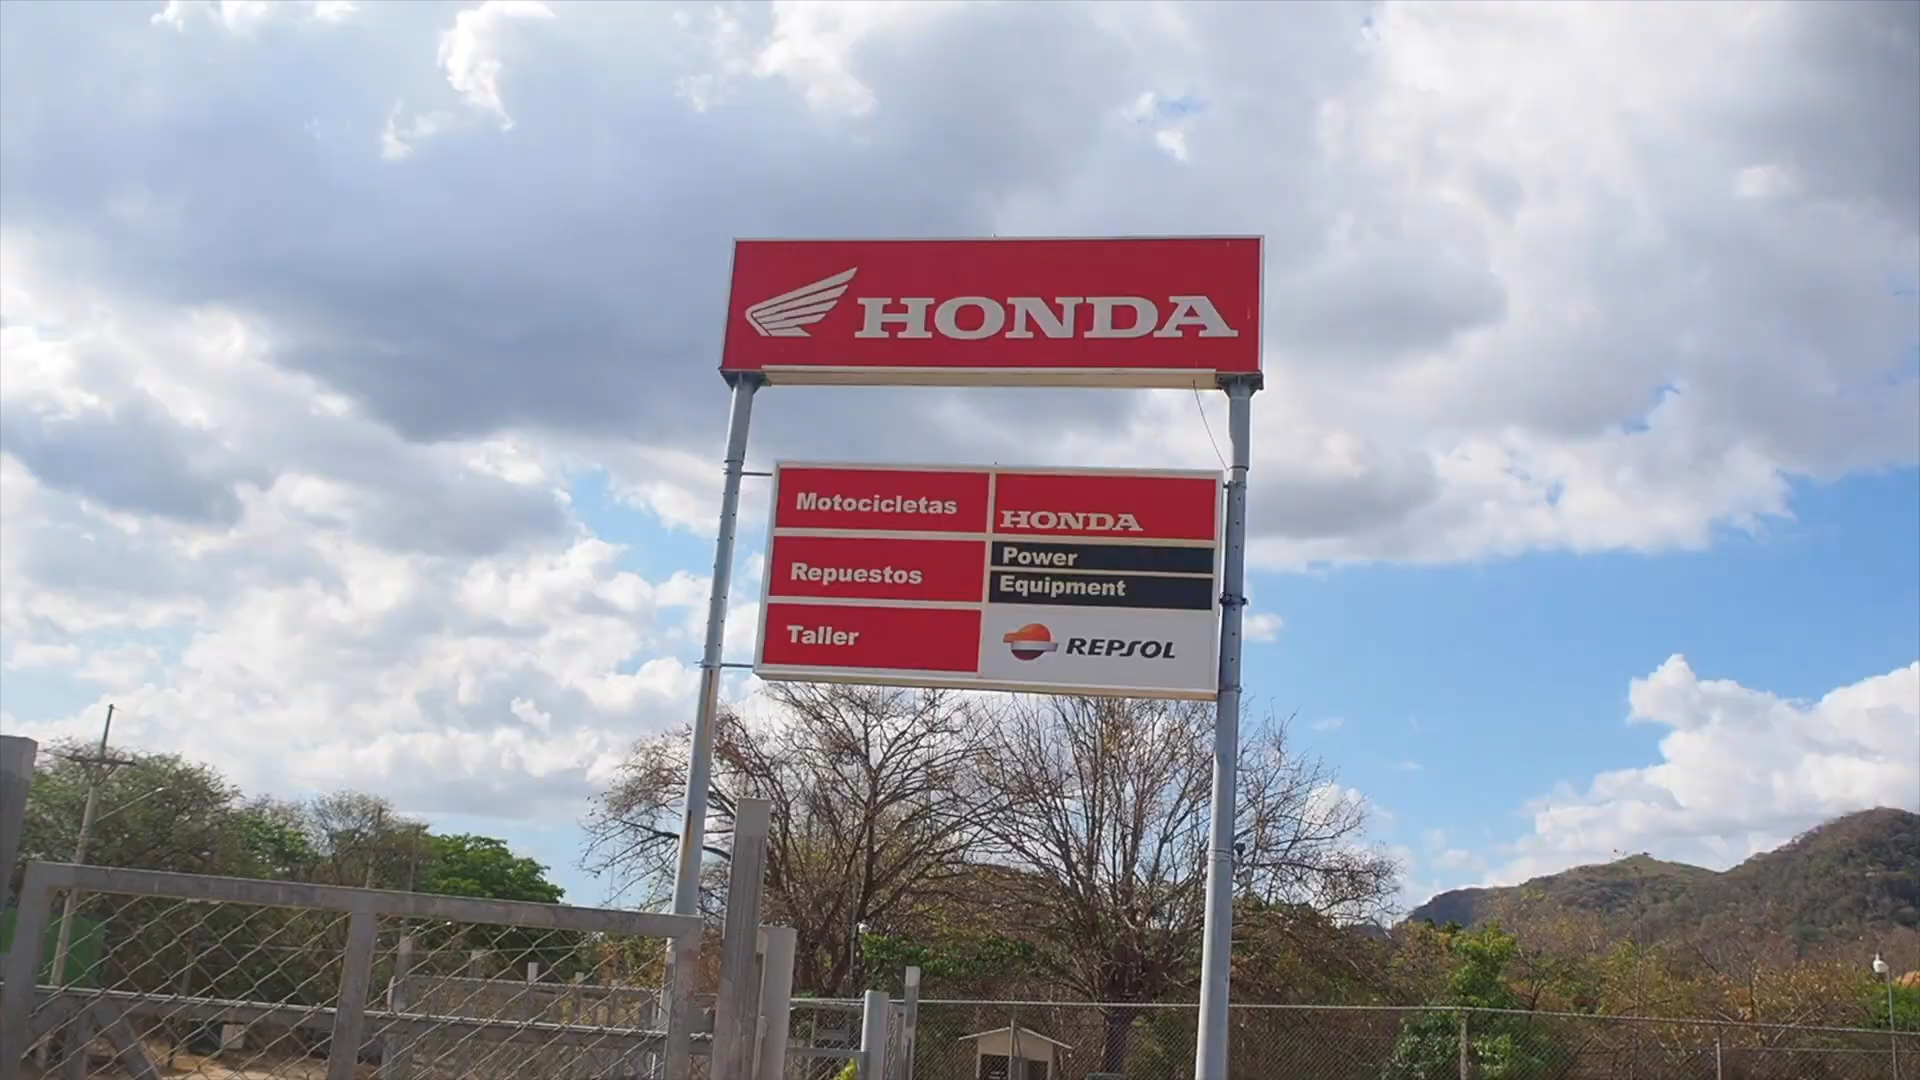 HONDA
Motocicletas
Repuestos
Taller
HONDA
Power
Equipment
REPSOL